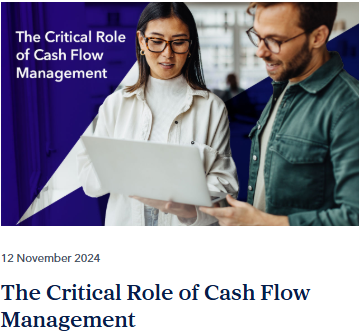 The Critical Role
of Cash Flow
Management
12 November 2024
The Critical Role of Cash Flow
Management